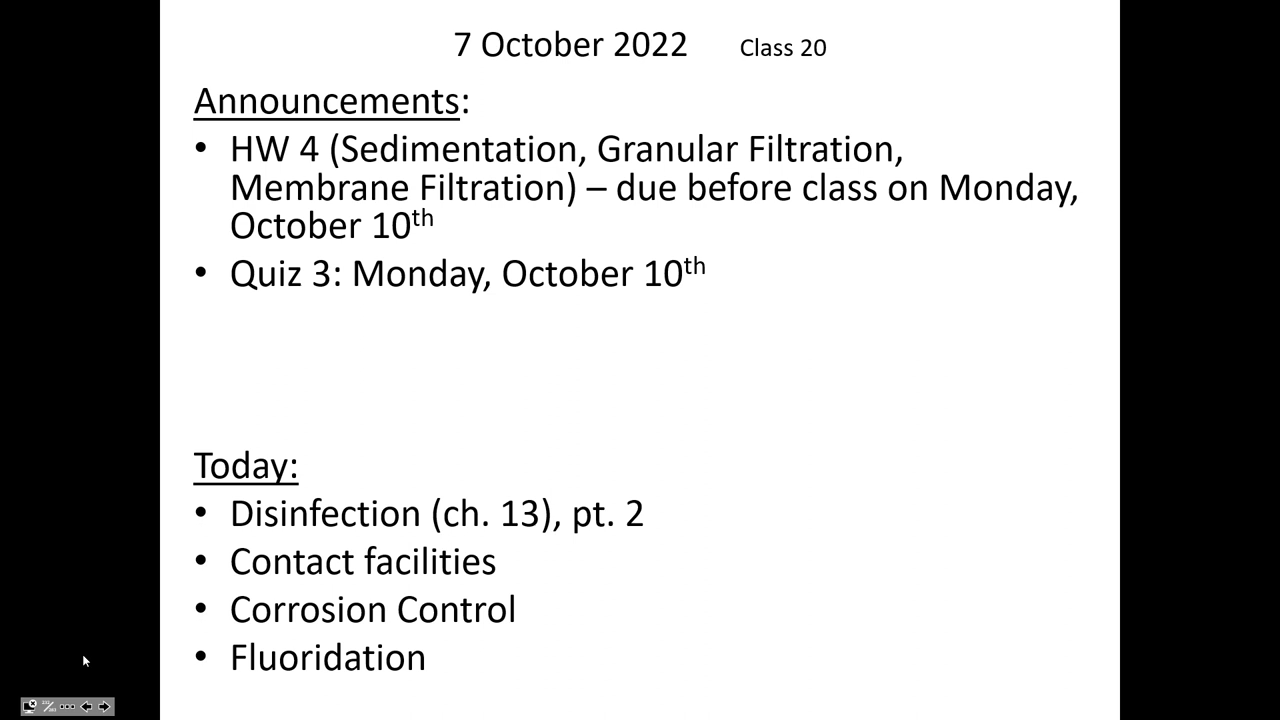 7 October 2022 Class 20
Announcements:
• HW 4 (Sedimentation, Granular Filtration,
Membrane Filtration) – due before class on Monday,
October 10th
• Quiz 3: Monday, October 10th
Today:
• Disinfection (ch. 13), pt. 2
• Contact facilities
• Corrosion Control
• Fluoridation